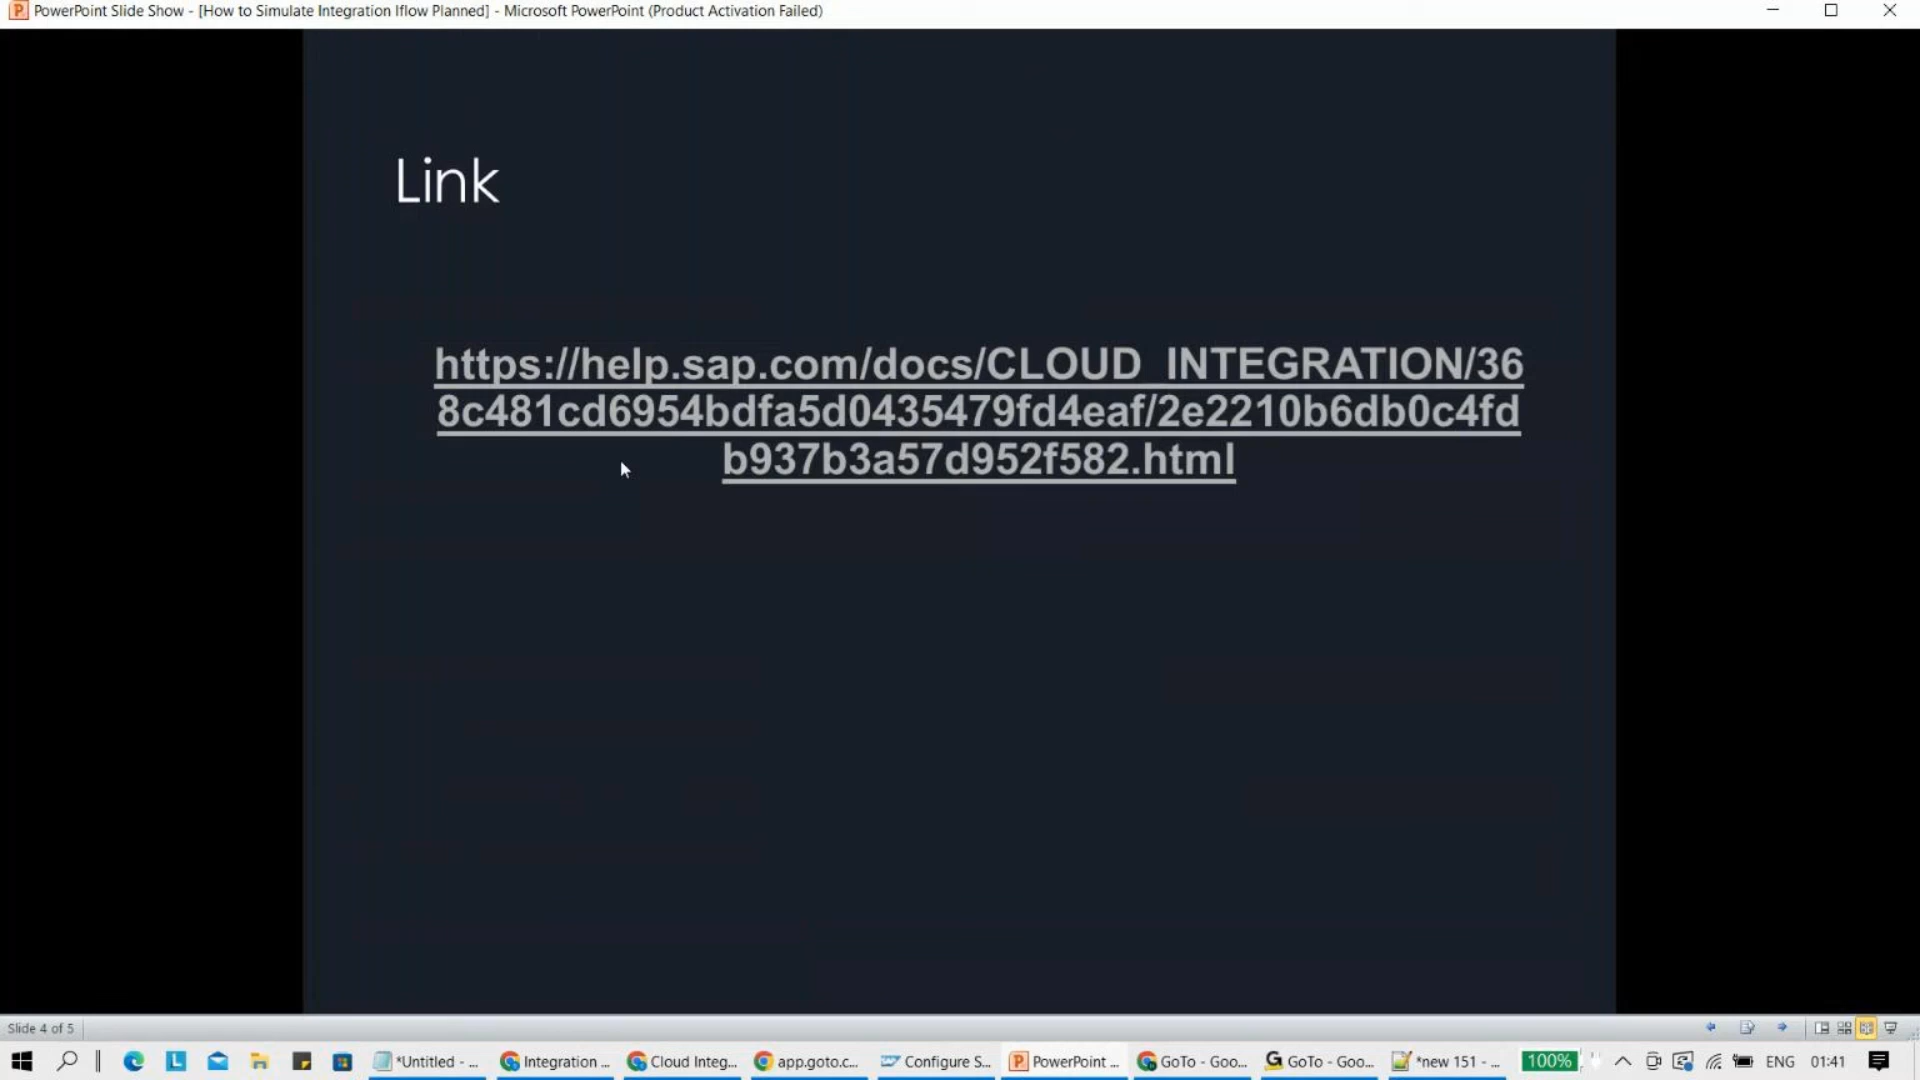 PowerPoint Slide Show - [How to Simulate Integration Iflow Planned] - Microsoft PowerPoint (Product Activation Failed)
Link
https://help.sap.com/docs/CLOUD_INTEGRATION/36
8c481cd6954bdfa5d0435479fd4eaf/2e2210b6db0c4fd
b937b3a57d952f582.html
Slide 4 of 5
*Untitled - ...
Integration ...
Cloud Integ...
app.goto.c...
Configure S...
PowerPoint ...
GoTo - Goo...
GoTo - Goo...
*new 151 - ...
100%
ENG
01:41